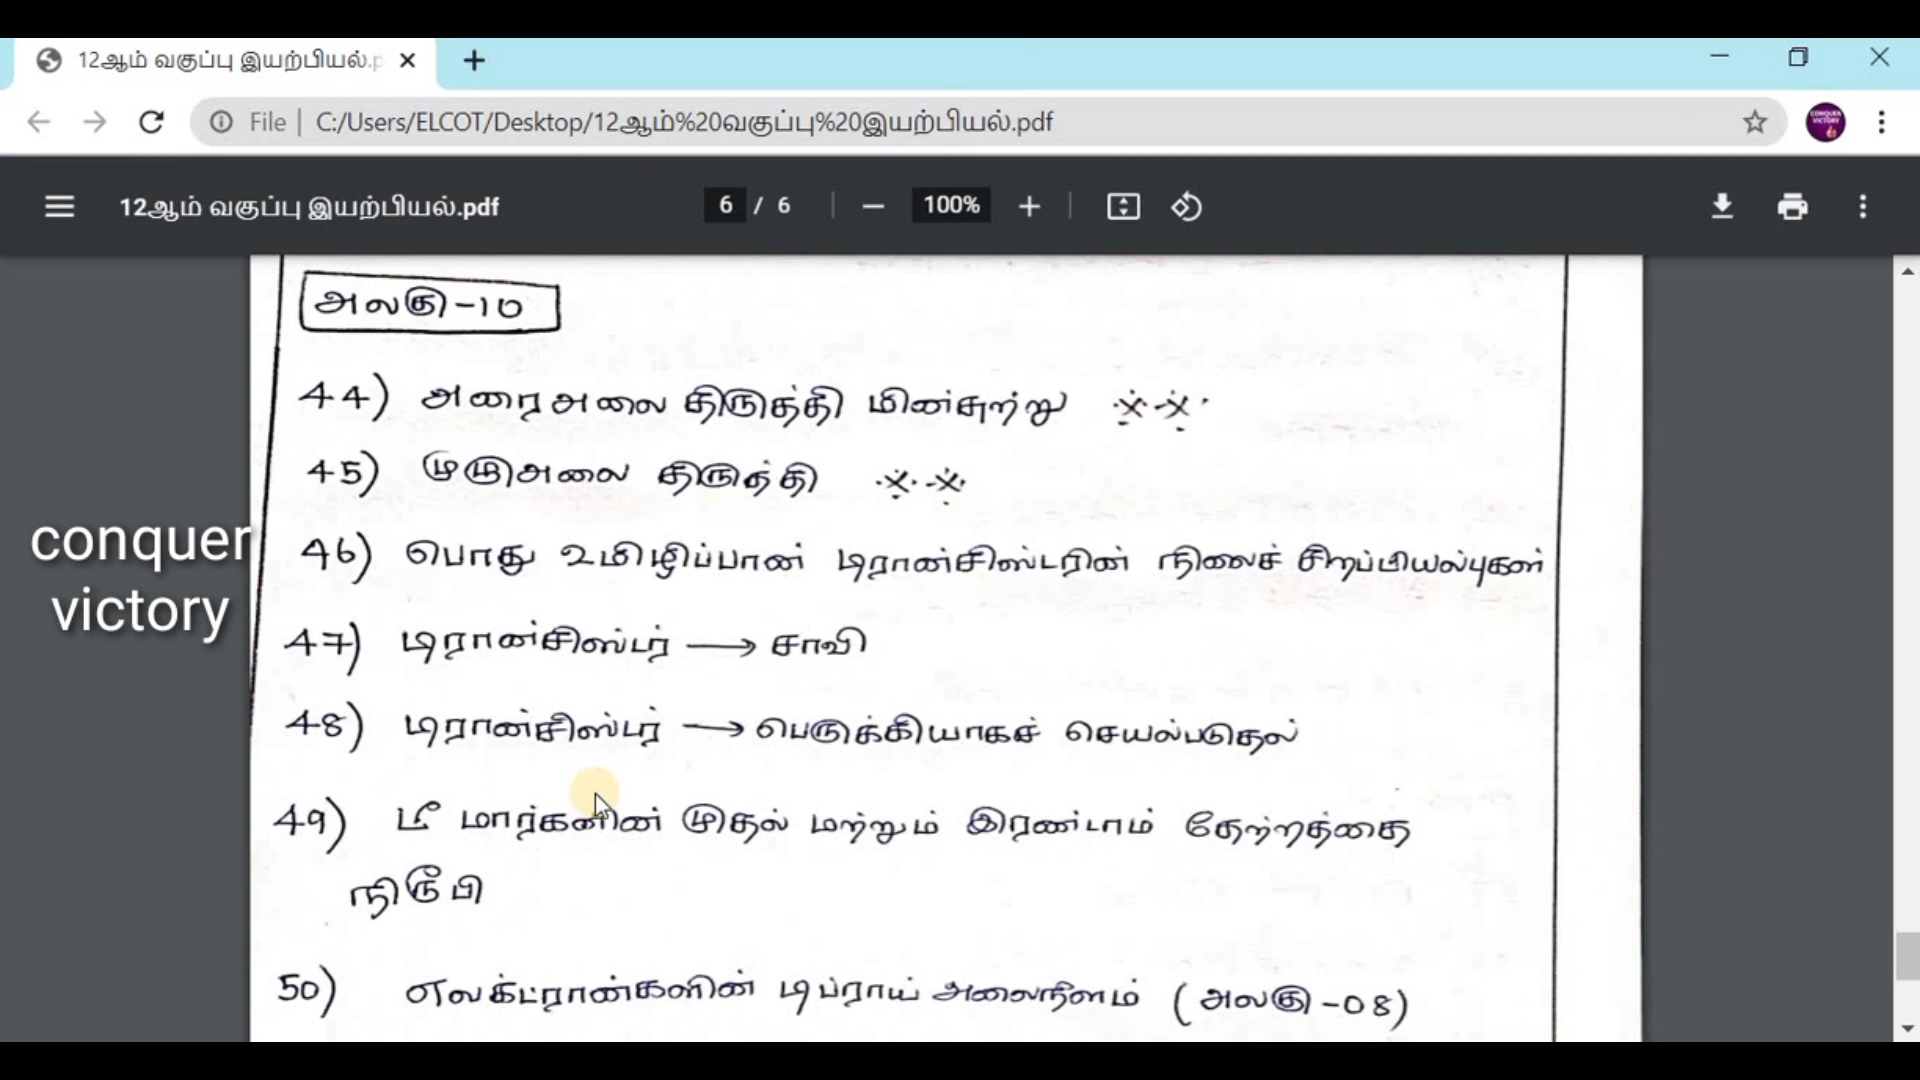 12ஆம் வகுப்பு இயற்பியல்.p
File | C:/Users/ELCOT/Desktop/12ஆம்%20வகுப்பு%20இயற்பியல்.pdf
12ஆம் வகுப்பு இயற்பியல்.pdf 6 / 6 100%
அலகு-10
44) அரைஅலை திருத்தி மின்சுற்று ※※
45) முழுஅலை திருத்தி ※※
conquer
victory
46) பொது உமிழிப்பான் டிரான்சிஸ்டரின் நிலைச் சிறப்பியல்புகள்
47) டிரான்சிஸ்டர் → சாவி
48) டிரான்சிஸ்டர் → பெருக்கியாகச் செயல்படுதல்
49) டீ மார்கனின் முதல் மற்றும் இரண்டாம் தேற்றத்தை
நிரூபி
50) எலக்ட்ரான்களின் டிப்ராய் அலைநீளம் (அலகு-08)